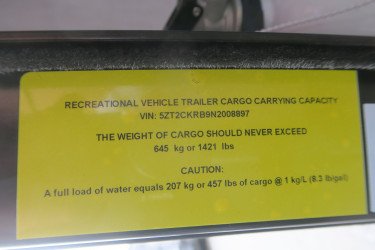 RECREATIONAL VEHICLE TRAILER CARGO CARRYING CAPACITY
VIN: 5ZT2CKRB9N2008897
THE WEIGHT OF CARGO SHOULD NEVER EXCEED
645 kg or 1421 lbs
CAUTION:
A full load of water equals 207 kg or 457 lbs of cargo @ 1 kg/L (8.3 lb/gal)